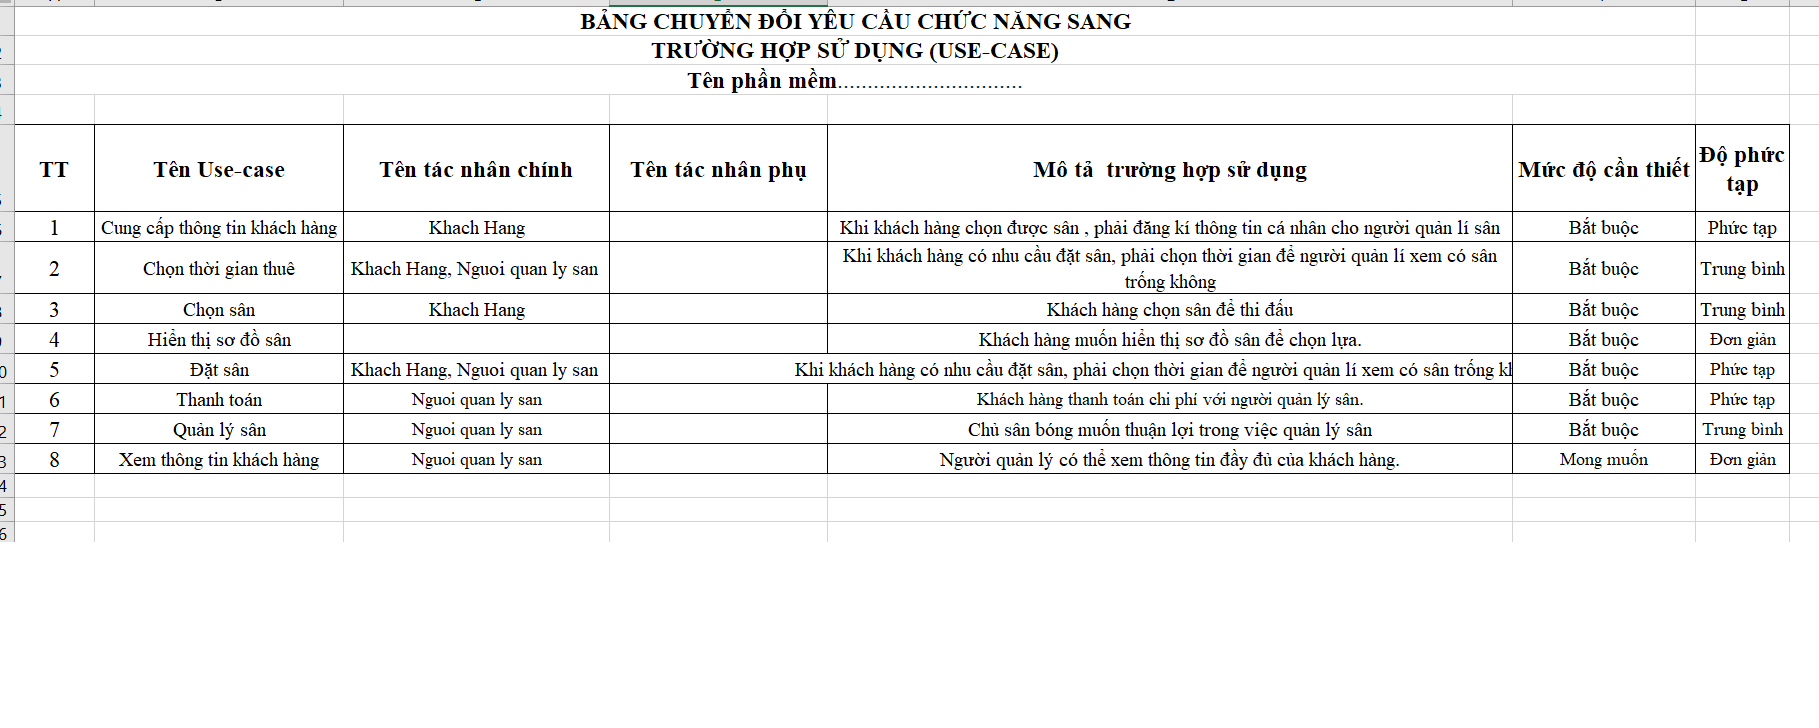 BẢNG CHUYỂN ĐỔI YÊU CẦU CHỨC NĂNG SANG
TRƯỜNG HỢP SỬ DỤNG (USE-CASE)
Tên phần mềm...............................
TT Tên Use-case Tên tác nhân chính Tên tác nhân phụ Mô tả trường hợp sử dụng Mức độ cần thiết Độ phức tạp
1 Cung cấp thông tin khách hàng Khach Hang Khi khách hàng chọn được sân , phải đăng kí thông tin cá nhân cho người quản lí sân Bắt buộc Phức tạp
2 Chọn thời gian thuê Khach Hang, Nguoi quan ly san Khi khách hàng có nhu cầu đặt sân, phải chọn thời gian để người quản lí xem có sân trống không Bắt buộc Trung bình
3 Chọn sân Khach Hang Khách hàng chọn sân để thi đấu Bắt buộc Trung bình
4 Hiển thị sơ đồ sân Khách hàng muốn hiển thị sơ đồ sân để chọn lựa. Bắt buộc Đơn giản
5 Đặt sân Khach Hang, Nguoi quan ly san Khi khách hàng có nhu cầu đặt sân, phải chọn thời gian để người quản lí xem có sân trống kh Bắt buộc Phức tạp
6 Thanh toán Nguoi quan ly san Khách hàng thanh toán chi phí với người quản lý sân. Bắt buộc Phức tạp
7 Quản lý sân Nguoi quan ly san Chủ sân bóng muốn thuận lợi trong việc quản lý sân Bắt buộc Trung bình
8 Xem thông tin khách hàng Nguoi quan ly san Người quản lý có thể xem thông tin đầy đủ của khách hàng. Mong muốn Đơn giản